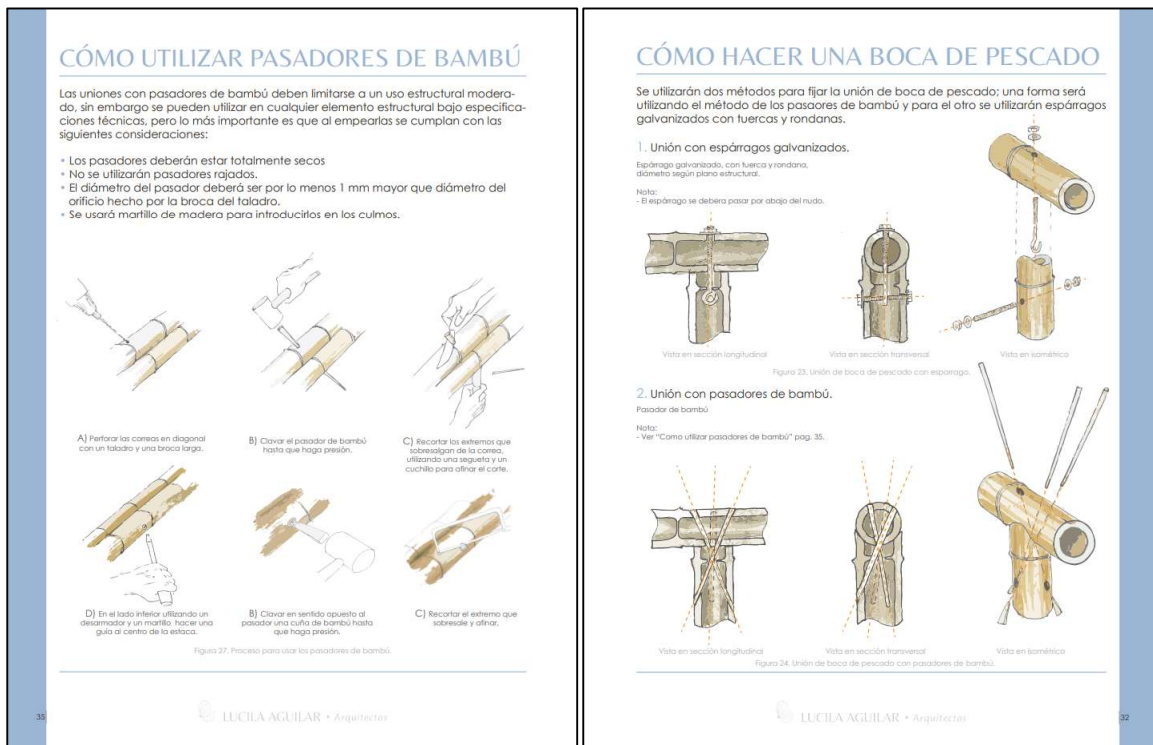 CÓMO UTILIZAR PASADORES DE BAMBÚ
Las uniones con pasadores de bambú deben limitarse a un uso estructural modera-
do, sin embargo se pueden utilizar en cualquier elemento estructural bajo especifica-
ciones técnicas, pero lo más importante es que al empearlas se cumplan con las
siguientes consideraciones:
• Los pasadores deberán estar totalmente secos
• No se utilizarán pasadores rajados.
• El diámetro del pasador deberá ser por lo menos 1 mm mayor que diámetro del
orificio hecho por la broca del taladro.
• Se usará martillo de madera para introducirlos en los culmos.
A) Perforar las correas en diagonal
con un taladro y una broca larga.
B) Clavar el pasador de bambú
hasta que haga presión.
C) Recortar los extremos que
sobresalgan de la correa,
utilizando una segueta y un
cuchillo para afinar el corte.
D) En el lado inferior utilizando un
desarmador y un martillo hacer una
guía al centro de la estaca.
B) Clavar en sentido opuesto al
pasador una cuña de bambú hasta
que haga presión.
C) Recortar el extremo que
sobresale y afinar.
Figura 27. Proceso para usar los pasadores de bambú.
35
LUCILA AGUILAR • Arquitectos
CÓMO HACER UNA BOCA DE PESCADO
Se utilizarán dos métodos para fijar la unión de boca de pescado; una forma será
utilizando el método de los pasaores de bambú y para el otro se utilizarán espárragos
galvanizados con tuercas y rondanas.
1. Unión con espárragos galvanizados.
Espárrago galvanizado, con tuerca y rondana,
diámetro según plano estructural.
Nota:
- El espárrago se debera pasar por abajo del nudo.
Vista en sección longitudinal
Vista en sección transversal
Vista en isométrico
Figura 23. Unión de boca de pescado con esparrago.
2. Unión con pasadores de bambú.
Pasador de bambú
Nota:
- Ver "Como utilizar pasadores de bambú" pag. 35.
Vista en sección longitudinal
Vista en sección transversal
Vista en isométrico
Figura 24. Unión de boca de pescado con pasadores de bambú.
LUCILA AGUILAR • Arquitectos
32